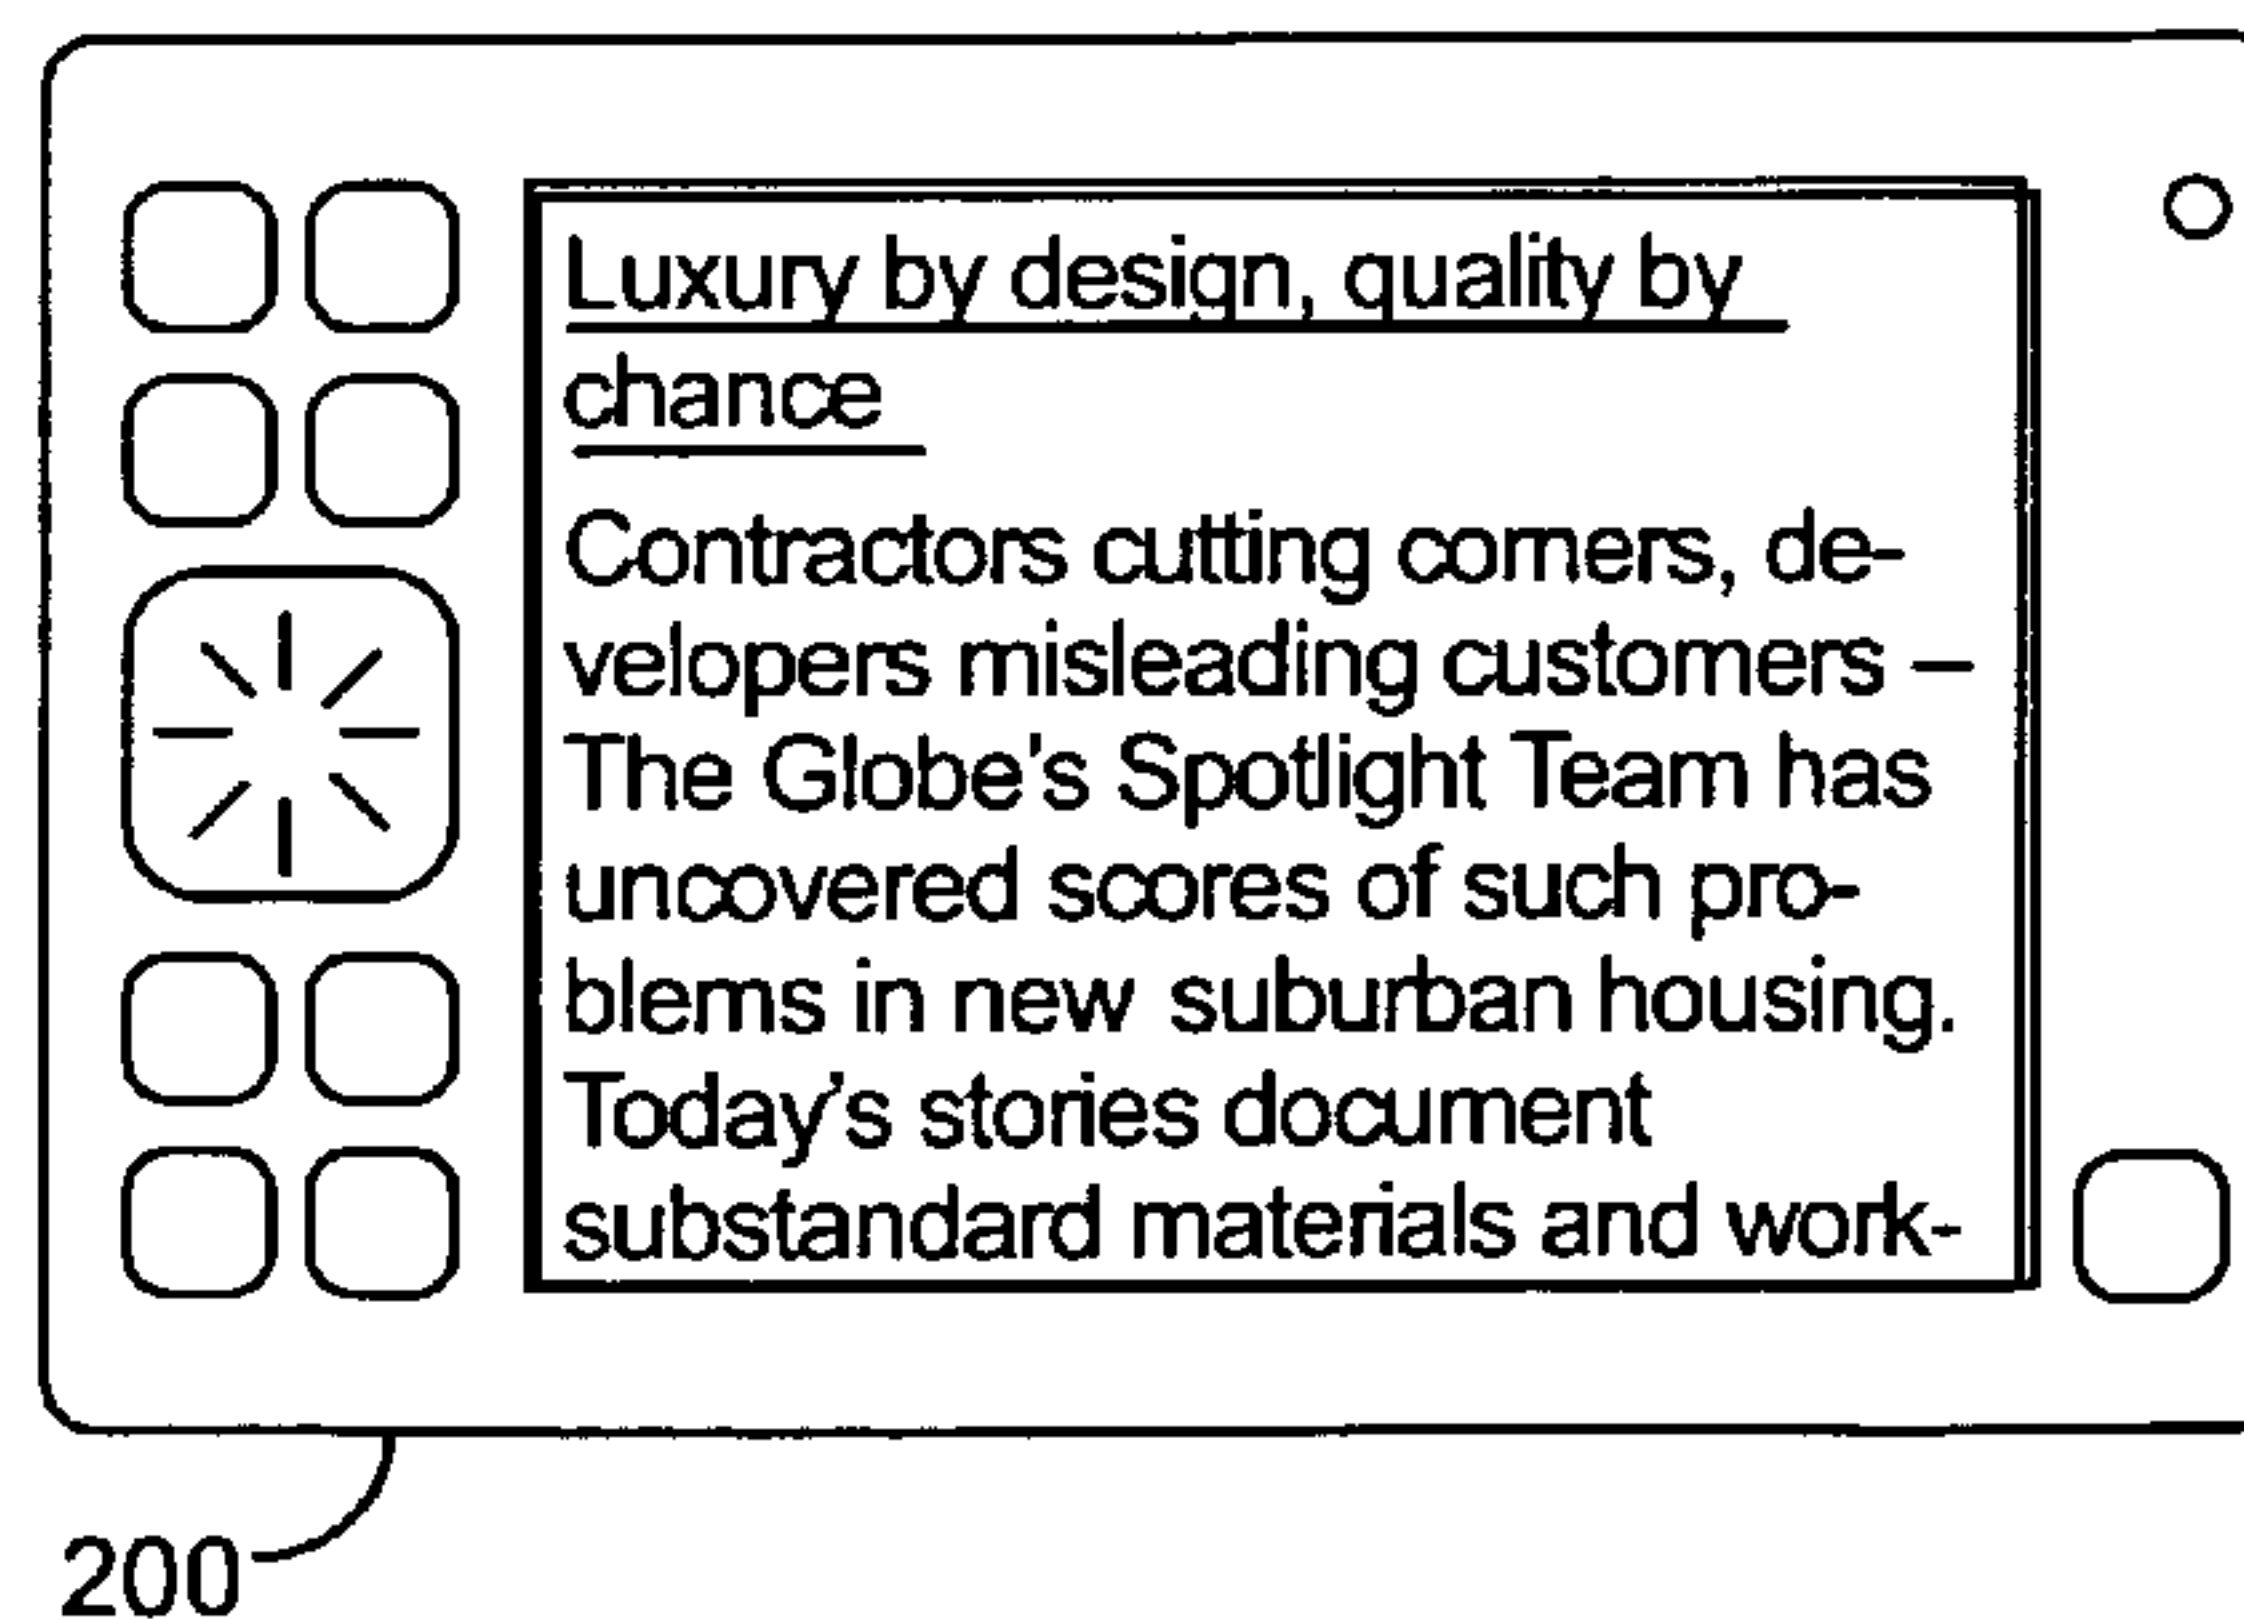 Luxury by design, quality by
chance
Contractors cutting corners, de-
velopers misleading customers –
The Globe's Spotlight Team has
uncovered scores of such pro-
blems in new suburban housing.
Today's stories document
substandard materials and work-
200